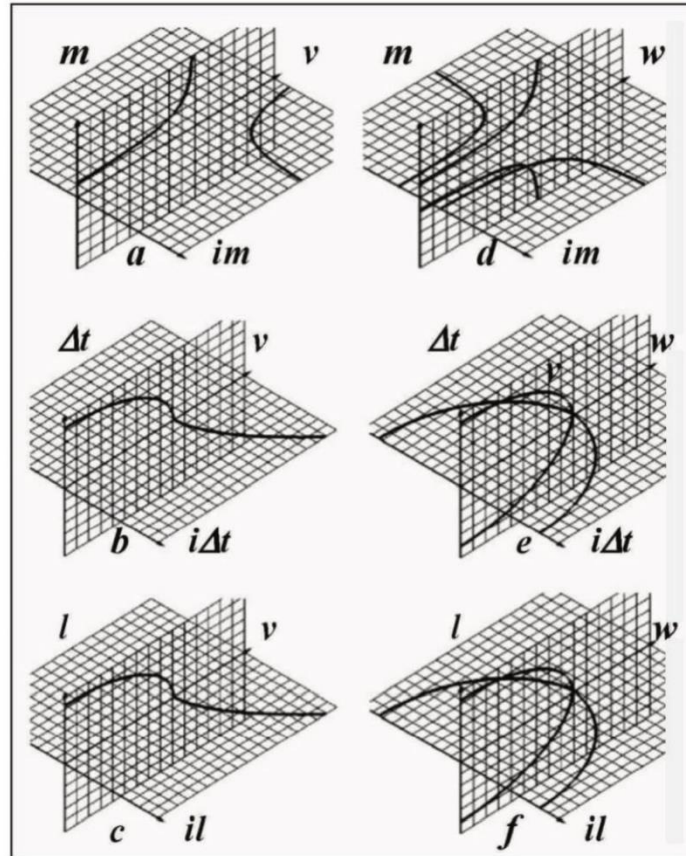 m v m w
a im d im
Δt v Δt v w
b iΔt e iΔt
l v l w
c il f il